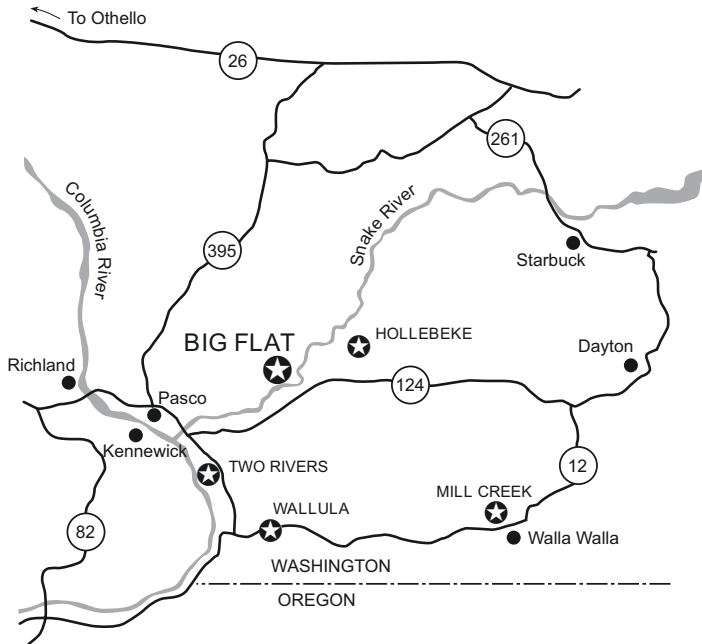 To Othello
26
261
Columbia River
Snake River
395
Starbuck
BIG FLAT
HOLLEBEKE
Richland
Dayton
124
Pasco
Kennewick
TWO RIVERS
12
MILL CREEK
WALLULA
82
Walla Walla
WASHINGTON
OREGON